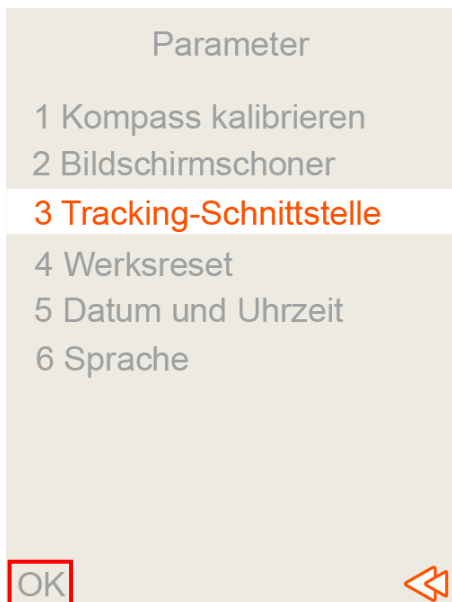 Parameter
1 Kompass kalibrieren
2 Bildschirmschoner
3 Tracking-Schnittstelle
4 Werksreset
5 Datum und Uhrzeit
6 Sprache
OK